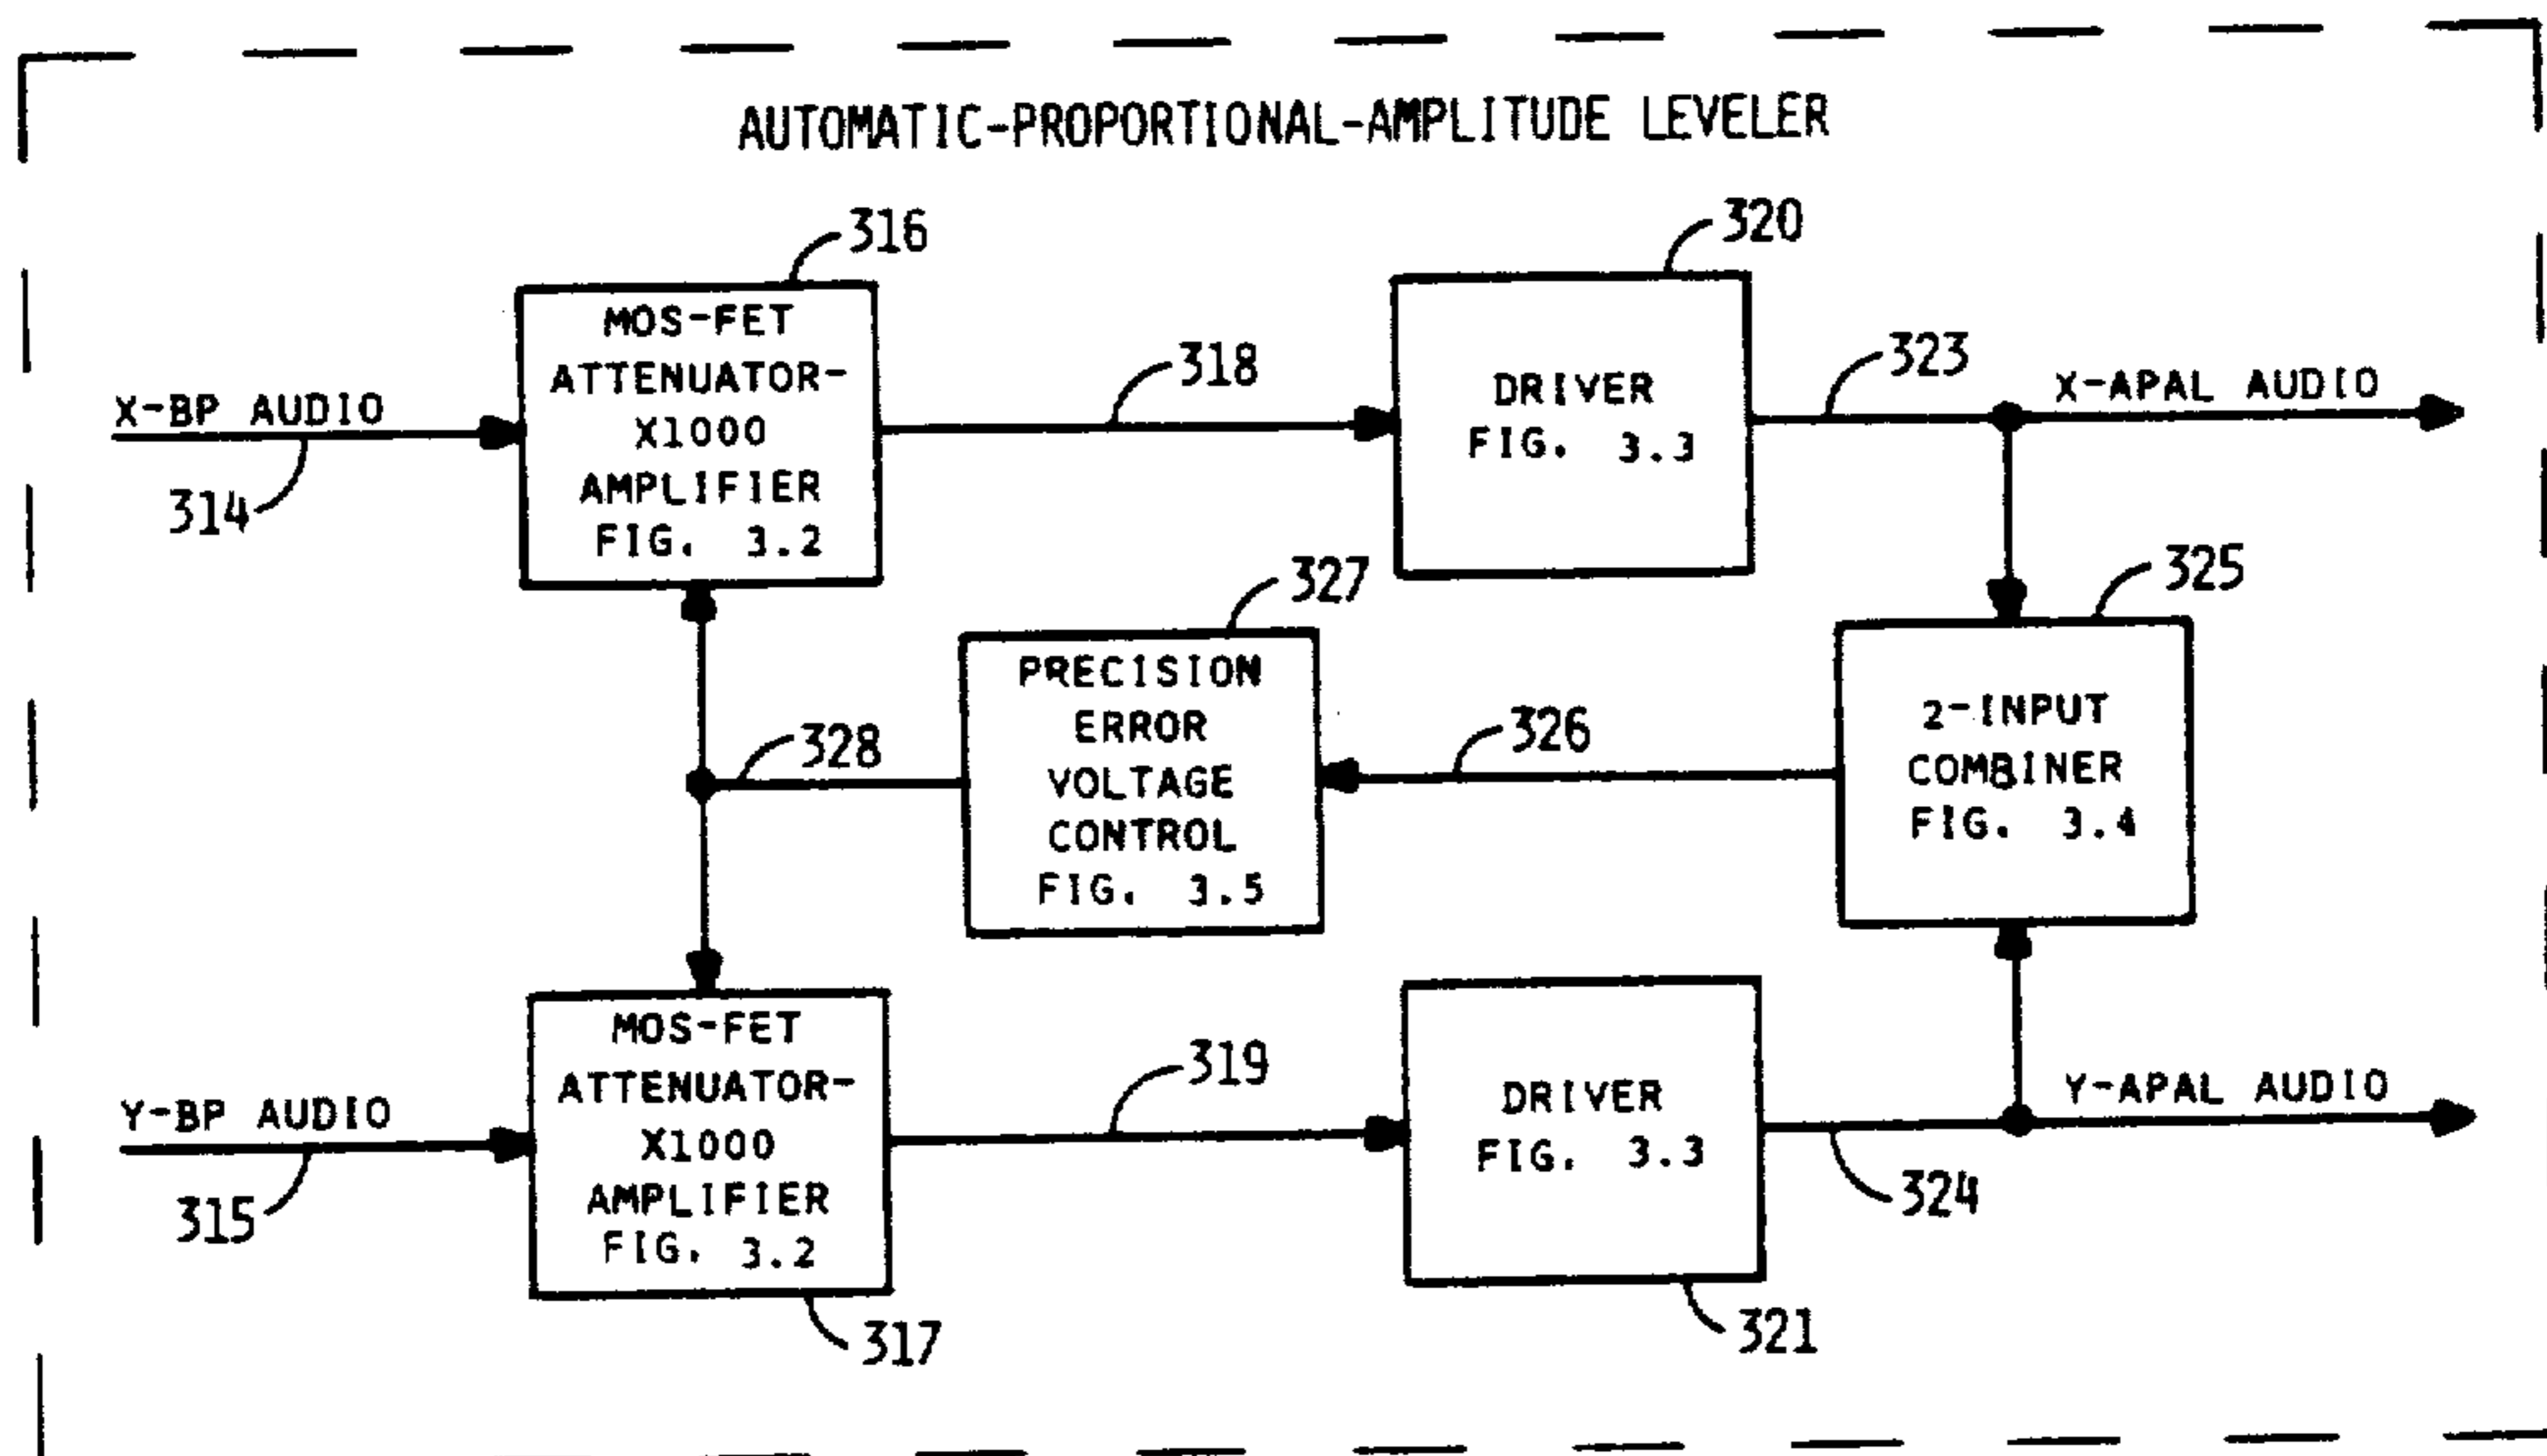 AUTOMATIC-PROPORTIONAL-AMPLITUDE LEVELER
316
MOS-FET
ATTENUATOR-
X1000
AMPLIFIER
FIG. 3.2
X-BP AUDIO
314
318
320
DRIVER
FIG. 3.3
323
X-APAL AUDIO
325
2-INPUT
COMBINER
FIG. 3.4
326
327
PRECISION
ERROR
VOLTAGE
CONTROL
FIG. 3.5
328
Y-BP AUDIO
315
MOS-FET
ATTENUATOR-
X1000
AMPLIFIER
FIG. 3.2
317
319
DRIVER
FIG. 3.3
321
324
Y-APAL AUDIO